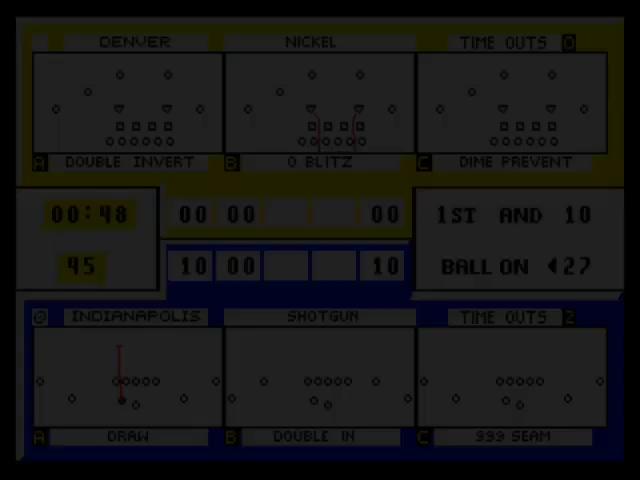 DENVER NICKEL TIME OUTS 0
A DOUBLE INVERT B 0 BLITZ C DIME PREVENT
00:48 00 00 00 1ST AND 10
45 10 00 10 BALL ON ◀27
@ INDIANAPOLIS SHOTGUN TIME OUTS 2
A DRAW B DOUBLE IN C 999 SEAM